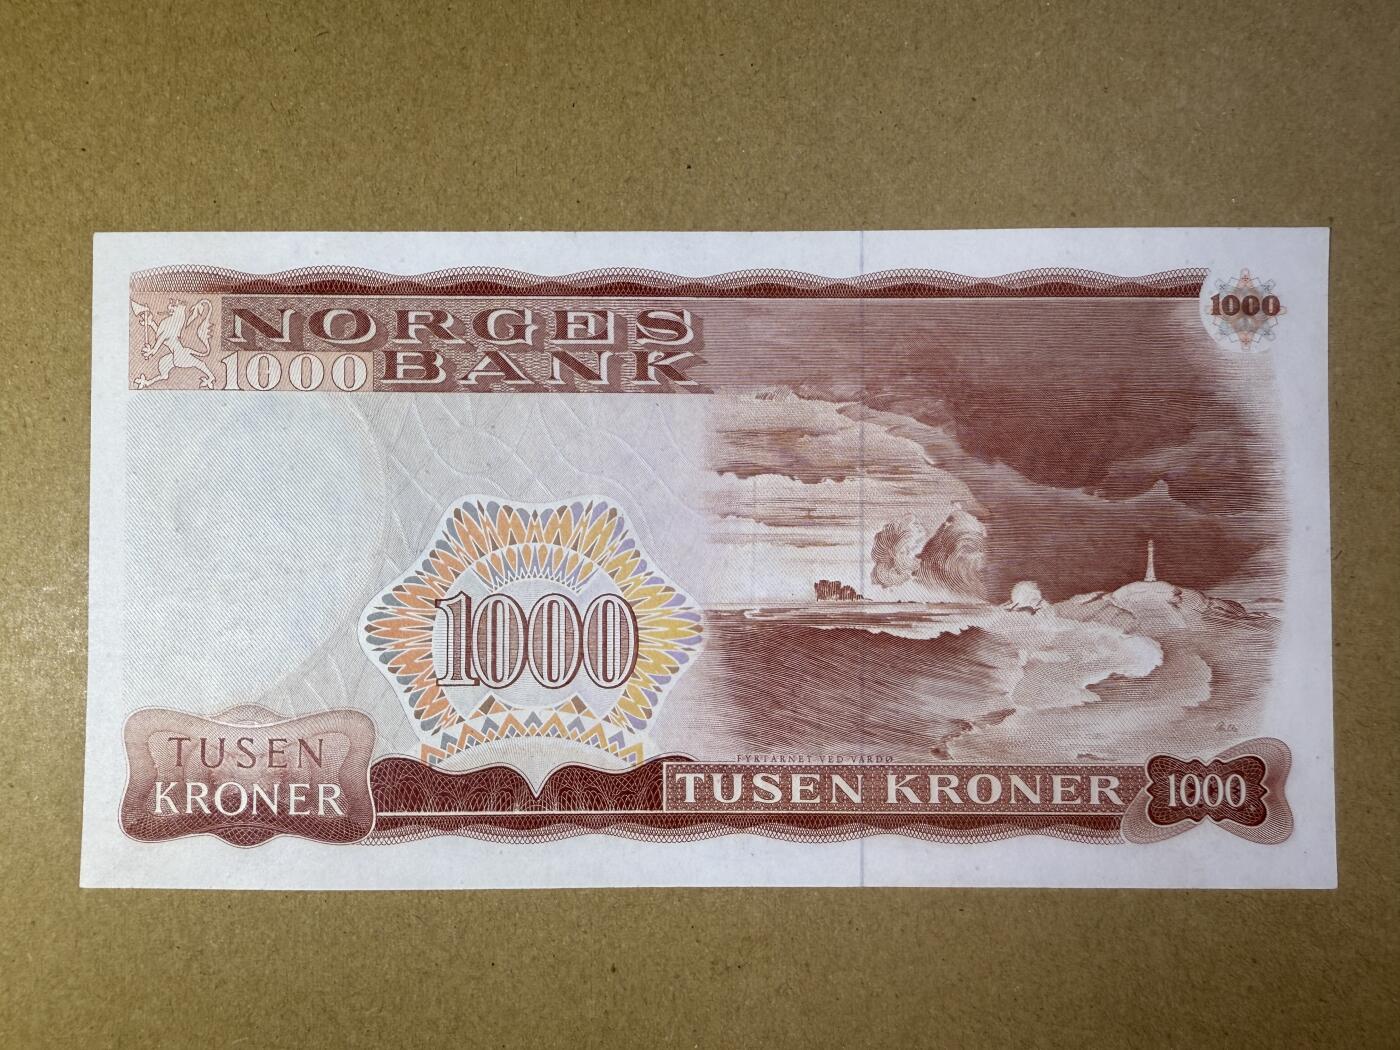 NORGES
1000 BANK
1000
1000
TUSEN
KRONER
FYRTARNET VED VARDØ
TUSEN KRONER
1000